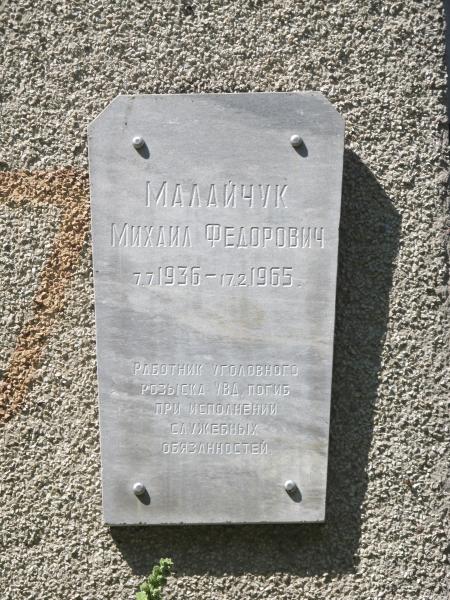 Малайчук
Михаил Федорович
7.7.1936–17.2.1965.
Работник уголовного
розыска УВД, погиб
при исполнении
служебных
обязанностей